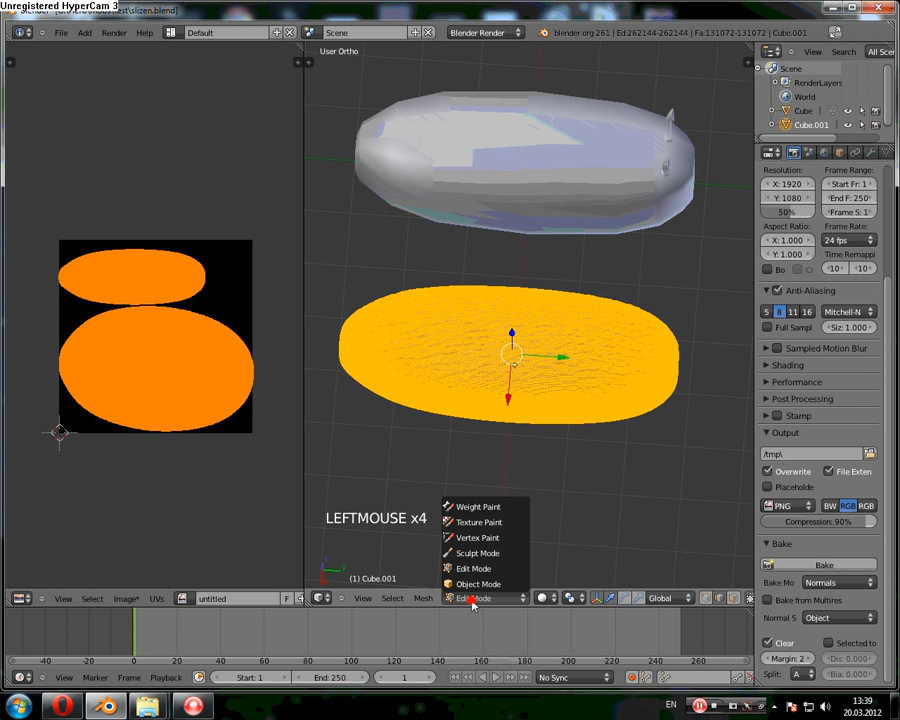 Unregistered HyperCam 3
slizen.blend]
File Add Render Help Default Scene Blender Render blender.org 261 | Ed:262144-262144 | Fa:131072-131072 | Cube.001
User Ortho
View Search All Scen
Scene
RenderLayers
World
Cube
Cube.001
Resolution: Frame Range:
X: 1920 Start Fr: 1
Y: 1080 End F: 250
50% Frame S: 1
Aspect Ratio: Frame Rate:
X: 1.000 24 fps
Y: 1.000 Time Remappi
Bo Cr 10 10
Anti-Aliasing
5 8 11 16 Mitchell-N
Full Sampl Siz: 1.000
Sampled Motion Blur
Shading
Performance
Post Processing
Stamp
Output
/tmp\
Overwrite File Exten
Placeholde
PNG BW RGB RGB
Compression: 90%
Bake
Bake
Bake Mo Normals
Bake from Multires
Normal S Object
Clear Selected to
Margin: 2 Dis: 0.000
Split: A Bia: 0.000
LEFTMOUSE x4
Weight Paint
Texture Paint
Vertex Paint
Sculpt Mode
Edit Mode
Object Mode
(1) Cube.001
View Select Image* UVs untitled F
View Select Mesh Edit Mode Global
-40 -20 0 20 40 60 80 100 120 140 160 180 200 220 240 260 280
View Marker Frame Playback Start: 1 End: 250 1 No Sync
EN 13:39
20.03.2012